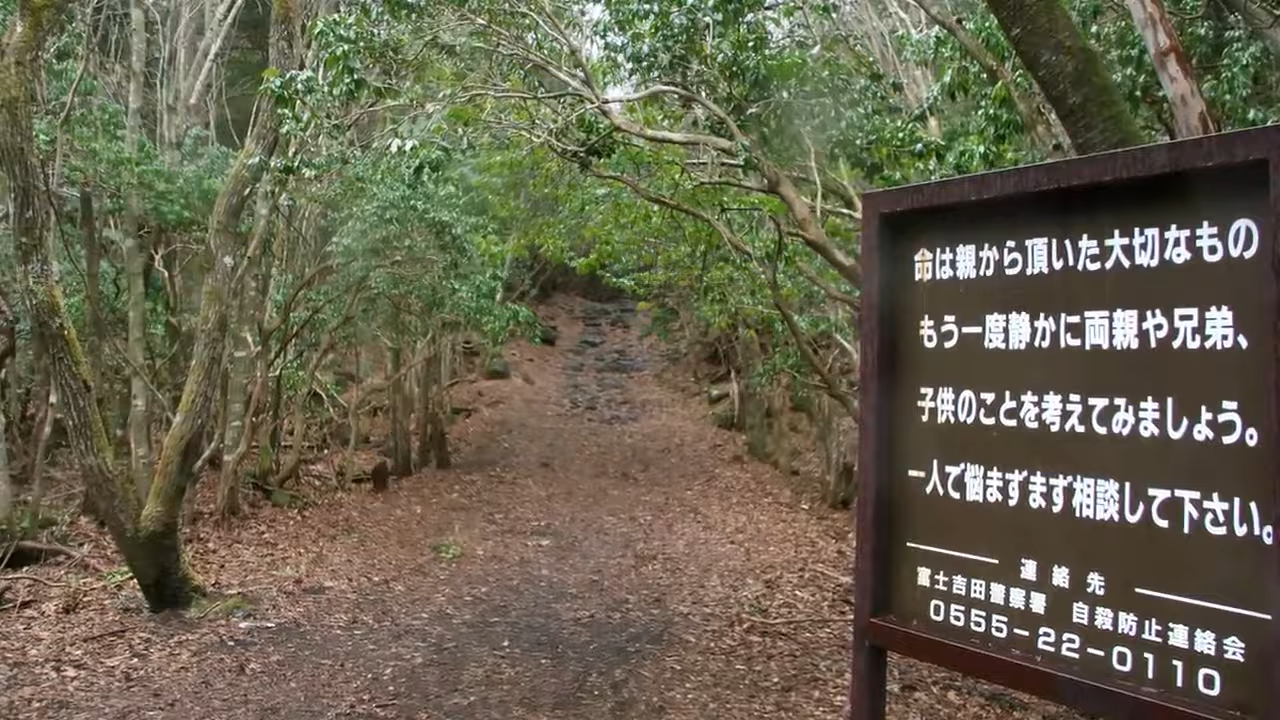 命は親から頂いた大切なもの
もう一度静かに両親や兄弟、
子供のことを考えてみましょう。
一人で悩まずまず相談して下さい。
連絡先
富士吉田警察署 自殺防止連絡会
0555-22-0110